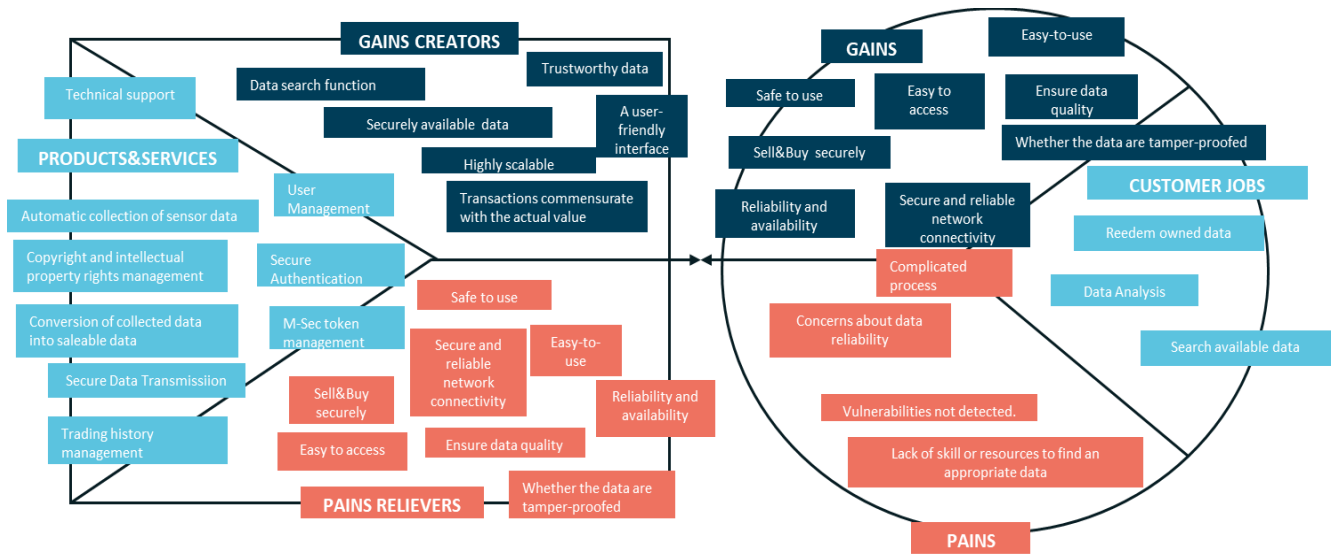 GAINS CREATORS
Trustworthy data
Data search function
Securely available data
A user-
friendly
interface
Highly scalable
Transactions commensurate
with the actual value
Technical support
PRODUCTS&SERVICES
User
Management
Automatic collection of sensor data
Copyright and intellectual
property rights management
Secure
Authentication
Conversion of collected data
into saleable data
M-Sec token
management
Secure Data Transmissiion
Trading history
management
Safe to use
Secure and
reliable
network
connectivity
Easy-to-
use
Sell&Buy
securely
Reliability and
availability
Easy to access
Ensure data quality
Whether the data are
tamper-proofed
PAINS RELIEVERS
GAINS
Easy-to-use
Safe to use
Easy to
access
Ensure data
quality
Whether the data are tamper-proofed
Sell&Buy securely
Reliability and
availability
Secure and reliable
network
connectivity
CUSTOMER JOBS
Reedem owned data
Data Analysis
Search available data
Complicated
process
Concerns about data
reliability
Vulnerabilities not detected.
Lack of skill or resources to find an
appropriate data
PAINS